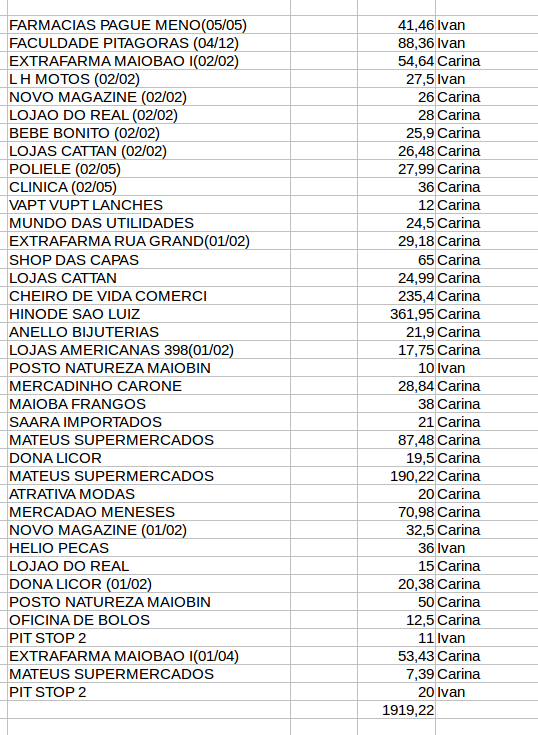 FARMACIAS PAGUE MENO(05/05) 41,46 Ivan
FACULDADE PITAGORAS (04/12) 88,36 Ivan
EXTRAFARMA MAIOBAO I(02/02) 54,64 Carina
L H MOTOS (02/02) 27,5 Ivan
NOVO MAGAZINE (02/02) 26 Carina
LOJAO DO REAL (02/02) 28 Carina
BEBE BONITO (02/02) 25,9 Carina
LOJAS CATTAN (02/02) 26,48 Carina
POLIELE (02/05) 27,99 Carina
CLINICA (02/05) 36 Carina
VAPT VUPT LANCHES 12 Carina
MUNDO DAS UTILIDADES 24,5 Carina
EXTRAFARMA RUA GRAND(01/02) 29,18 Carina
SHOP DAS CAPAS 65 Carina
LOJAS CATTAN 24,99 Carina
CHEIRO DE VIDA COMERCI 235,4 Carina
HINODE SAO LUIZ 361,95 Carina
ANELLO BIJUTERIAS 21,9 Carina
LOJAS AMERICANAS 398(01/02) 17,75 Carina
POSTO NATUREZA MAIOBIN 10 Ivan
MERCADINHO CARONE 28,84 Carina
MAIOBA FRANGOS 38 Carina
SAARA IMPORTADOS 21 Carina
MATEUS SUPERMERCADOS 87,48 Carina
DONA LICOR 19,5 Carina
MATEUS SUPERMERCADOS 190,22 Carina
ATRATIVA MODAS 20 Carina
MERCADAO MENESES 70,98 Carina
NOVO MAGAZINE (01/02) 32,5 Carina
HELIO PECAS 36 Ivan
LOJAO DO REAL 15 Carina
DONA LICOR (01/02) 20,38 Carina
POSTO NATUREZA MAIOBIN 50 Carina
OFICINA DE BOLOS 12,5 Carina
PIT STOP 2 11 Ivan
EXTRAFARMA MAIOBAO I(01/04) 53,43 Carina
MATEUS SUPERMERCADOS 7,39 Carina
PIT STOP 2 20 Ivan
1919,22